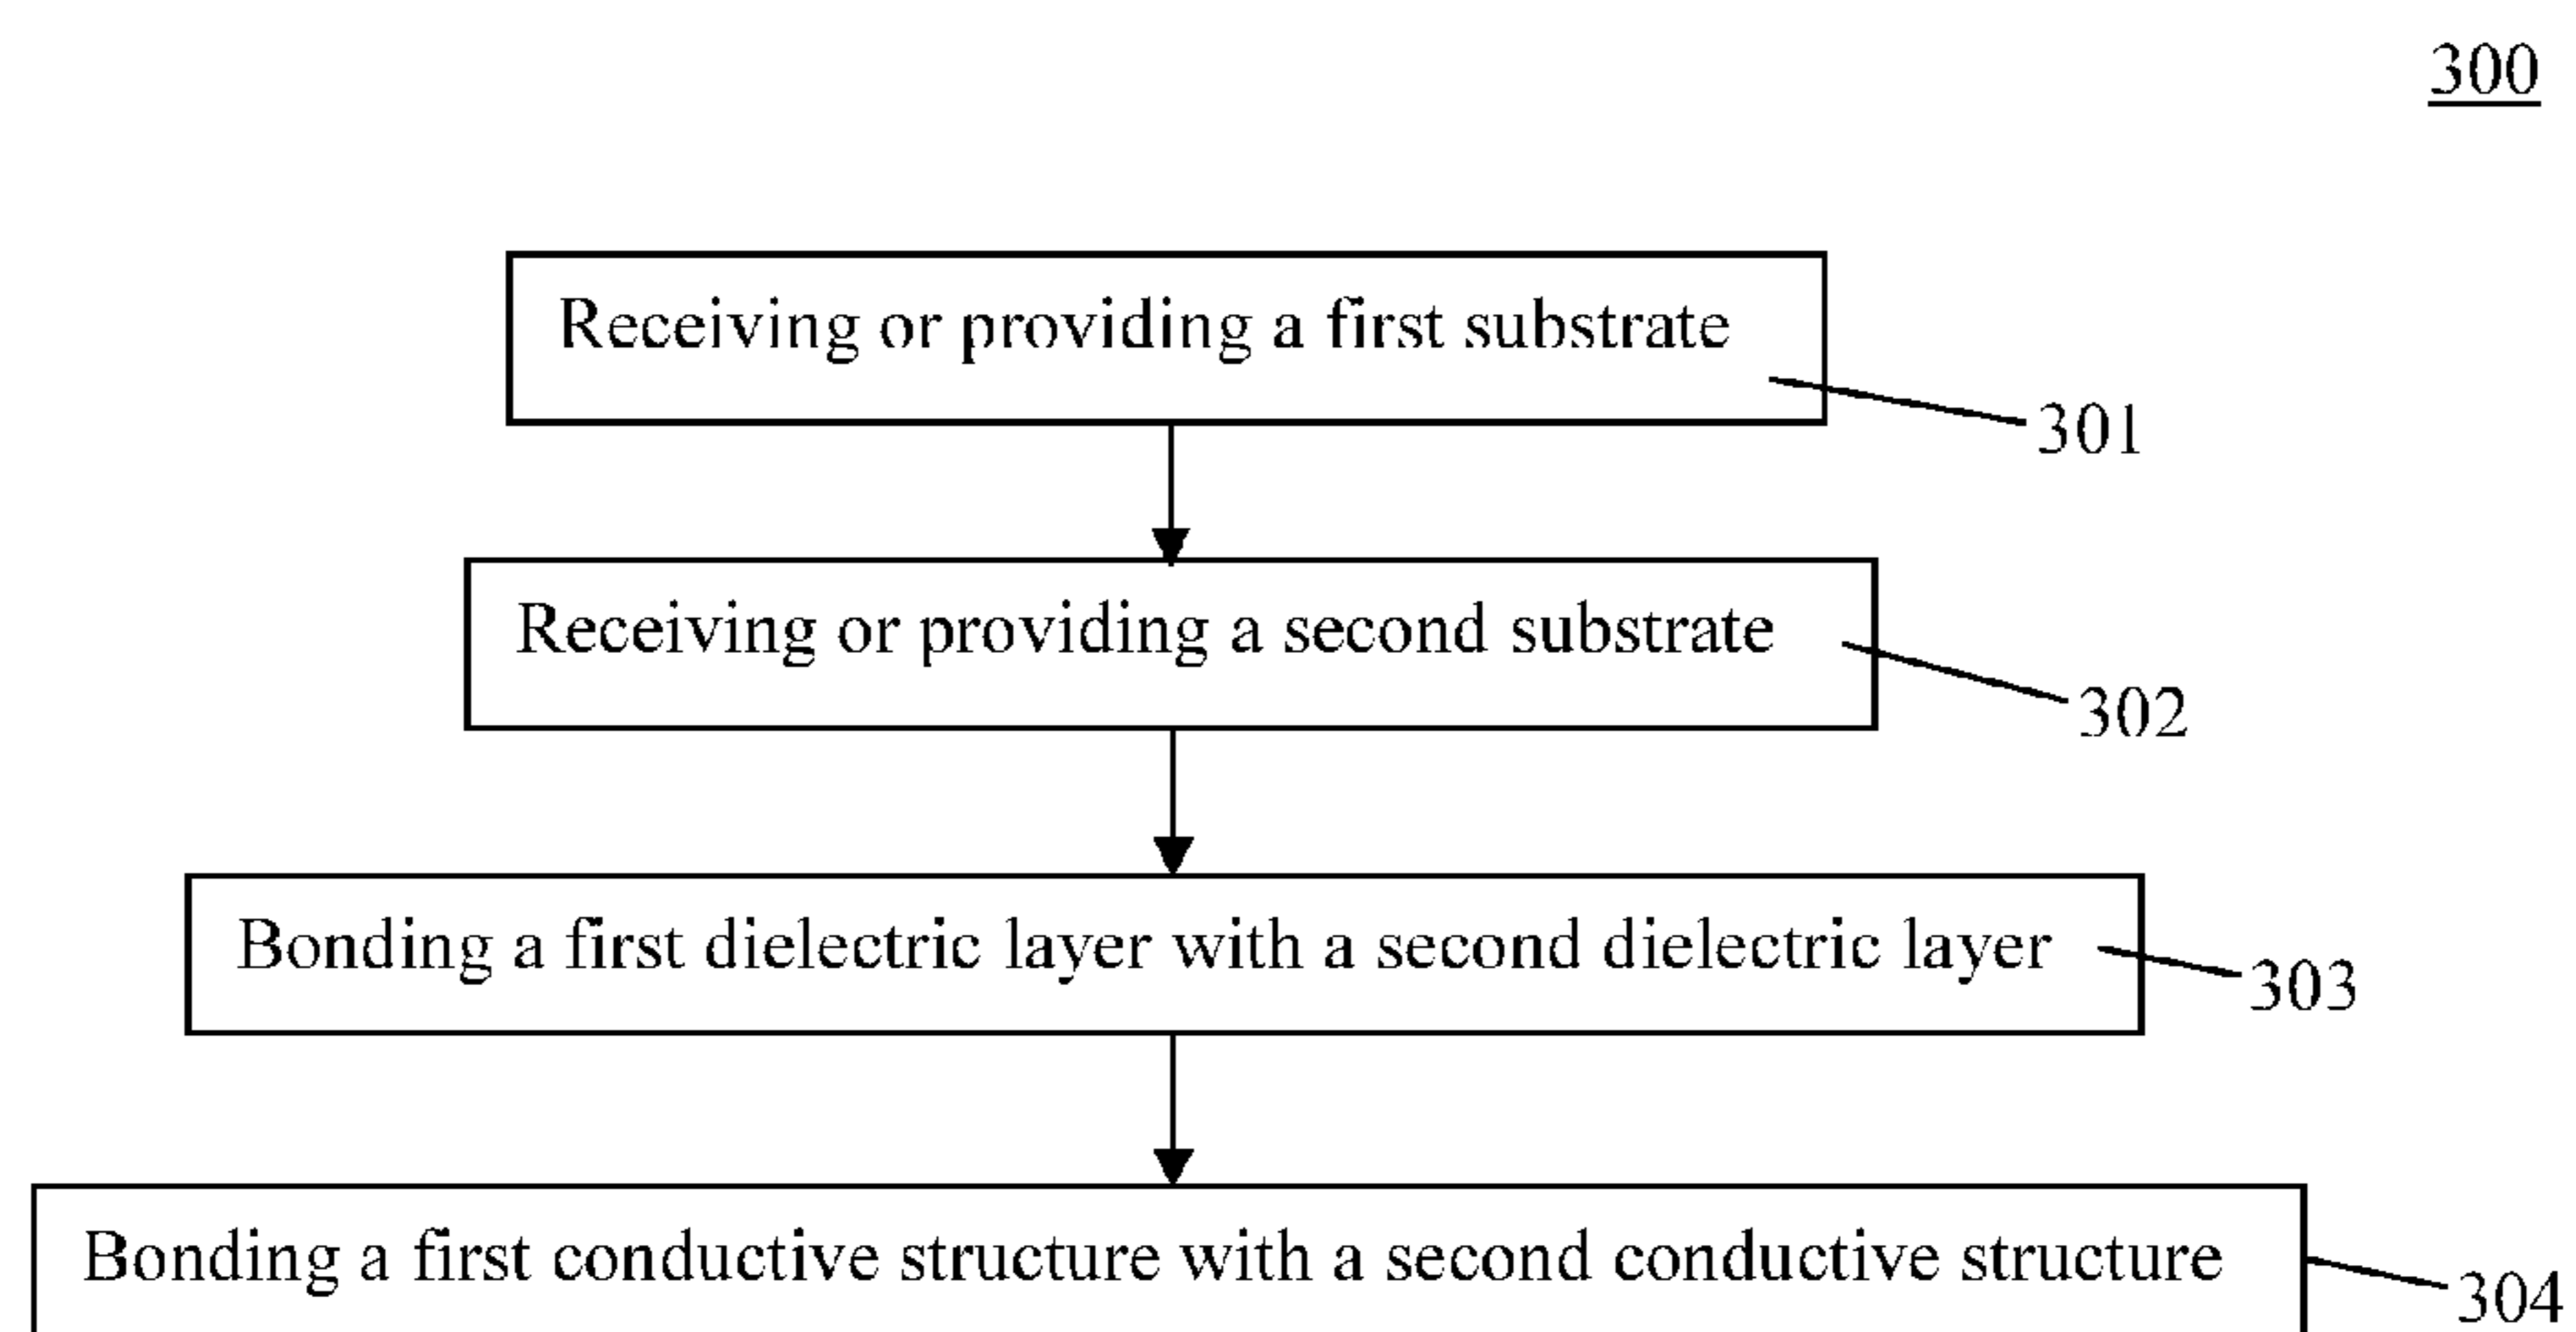 300
Receiving or providing a first substrate
301
Receiving or providing a second substrate
302
Bonding a first dielectric layer with a second dielectric layer
303
Bonding a first conductive structure with a second conductive structure
304